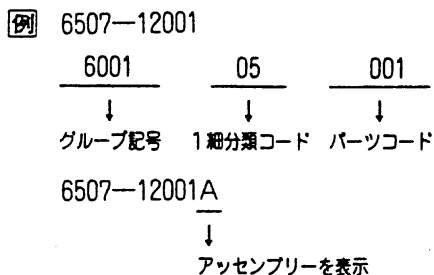 例 6507—12001
6001 05 001
↓ ↓ ↓
グループ記号 1細分類コード パーツコード
6507—12001A
↓
アッセンブリーを表示